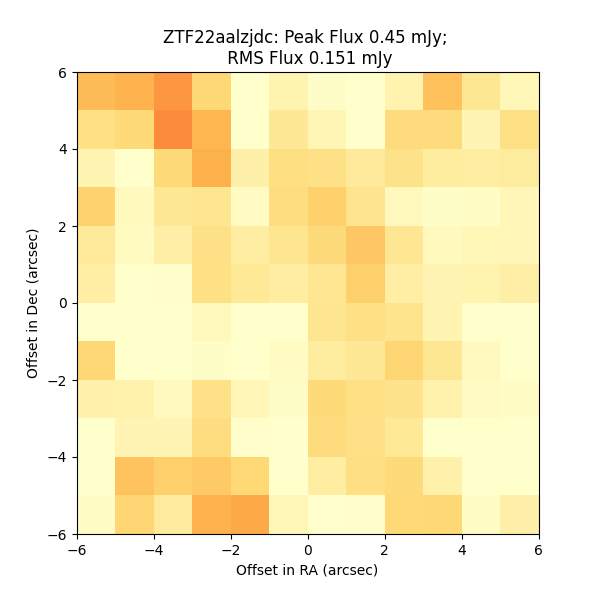 ZTF22aalzjdc: Peak Flux 0.45 mJy;
RMS Flux 0.151 mJy
6
4
2
0
−2
−4
−6
Offset in Dec (arcsec)
−6 −4 −2 0 2 4 6
Offset in RA (arcsec)